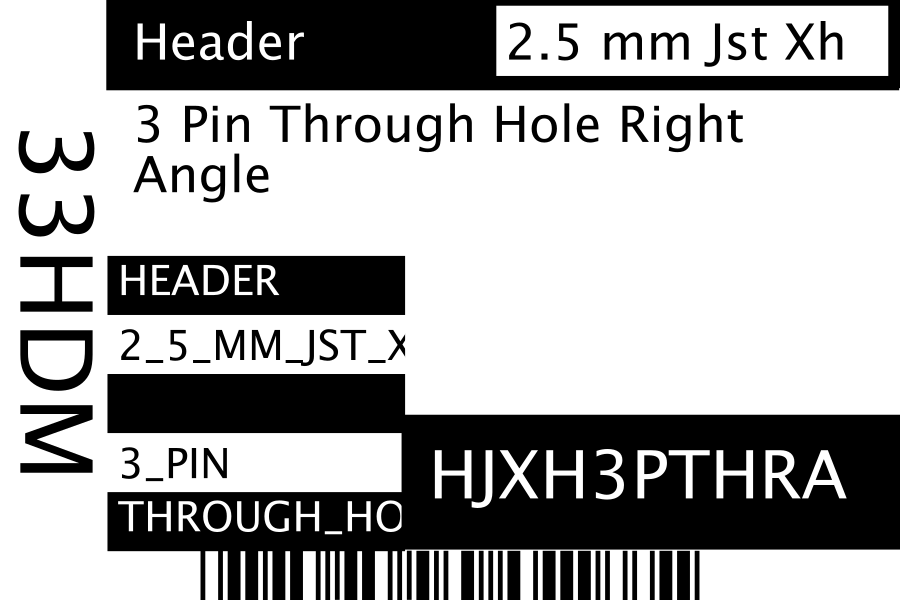 Header
2.5 mm Jst Xh
3 Pin Through Hole Right
Angle
33HDM
HEADER
2_5_MM_JST_X
3_PIN
THROUGH_HO
HJXH3PTHRA